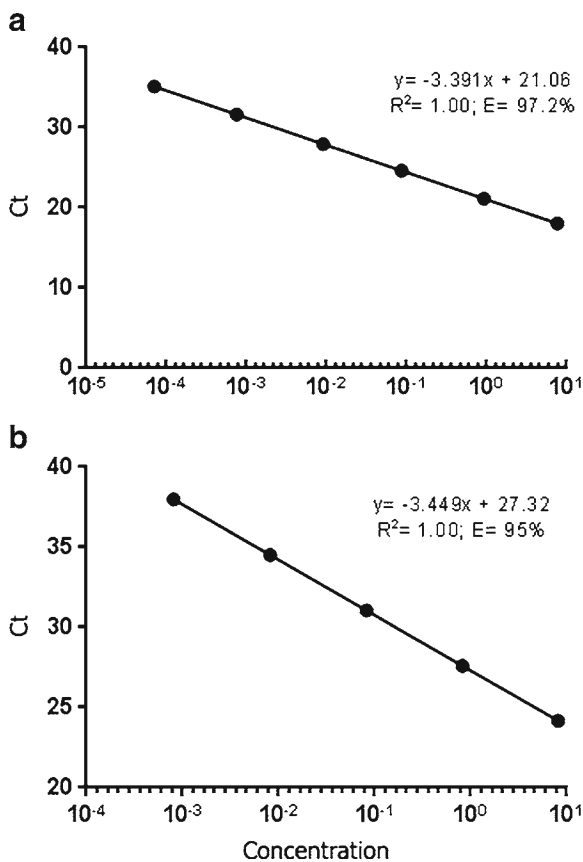 a
40
y= -3.391x + 21.06
R²= 1.00; E= 97.2%
30
Ct
20
10
0
10⁻⁵ 10⁻⁴ 10⁻³ 10⁻² 10⁻¹ 10⁰ 10¹
b
40
y= -3.449x + 27.32
R²= 1.00; E= 95%
35
Ct
30
25
20
10⁻⁴ 10⁻³ 10⁻² 10⁻¹ 10⁰ 10¹
Concentration